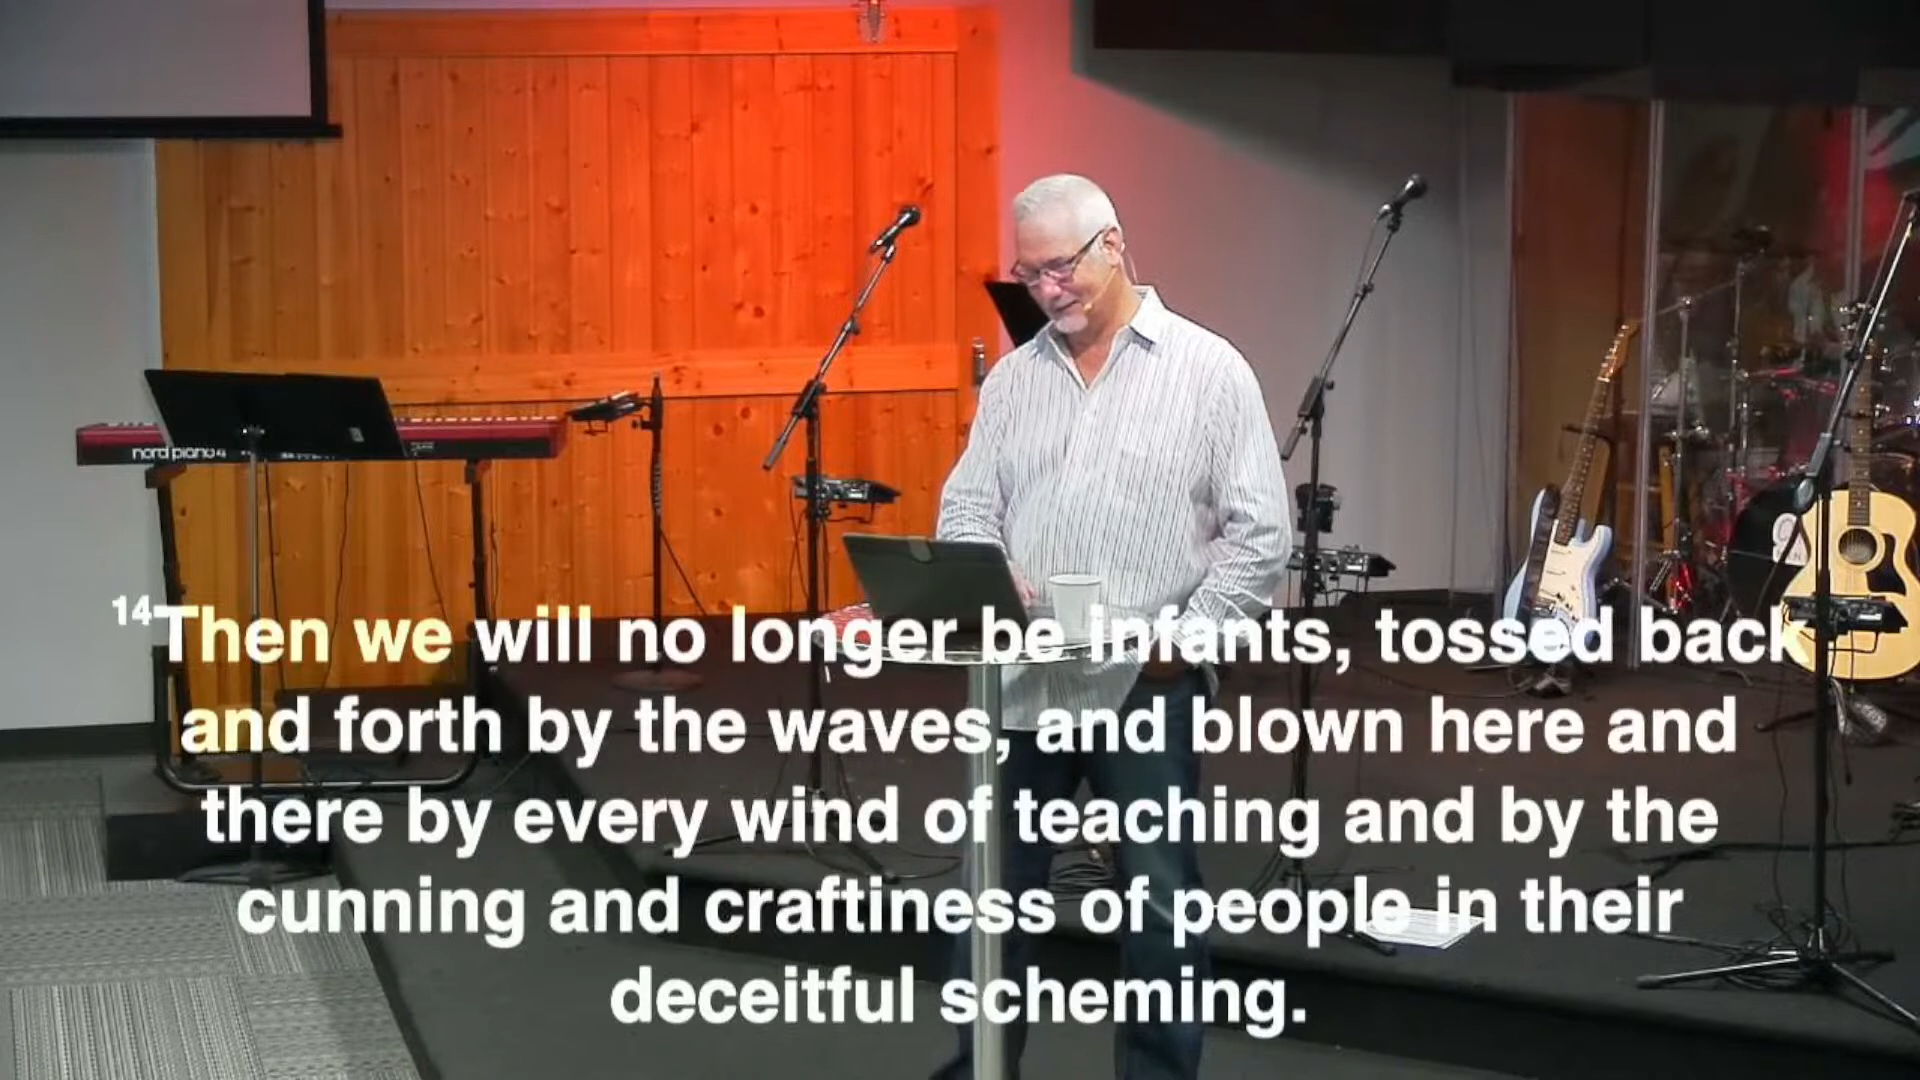 nord piano 4
14Then we will no longer be infants, tossed back
and forth by the waves, and blown here and
there by every wind of teaching and by the
cunning and craftiness of people in their
deceitful scheming.